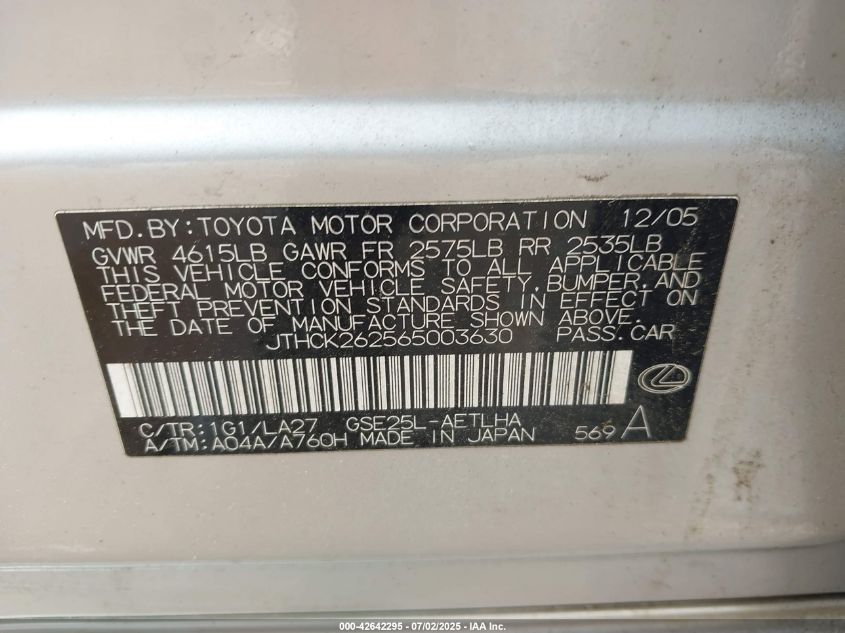 MFD.BY:TOYOTA MOTOR CORPORATION 12/05
GVWR 4615LB GAWR FR 2575LB RR 2535LB
THIS VEHICLE CONFORMS TO ALL APPLICABLE
FEDERAL MOTOR VEHICLE SAFETY,BUMPER,AND
THEFT PREVENTION STANDARDS IN EFFECT ON
THE DATE OF MANUFACTURE SHOWN ABOVE.
JTHCK262565003630 PASS.CAR
C/TR:1G1/LA27 GSE25L-AETLHA
A/TM:A04A/A760H MADE IN JAPAN 569 A
000-42642295 - 07/02/2025 - IAA Inc.